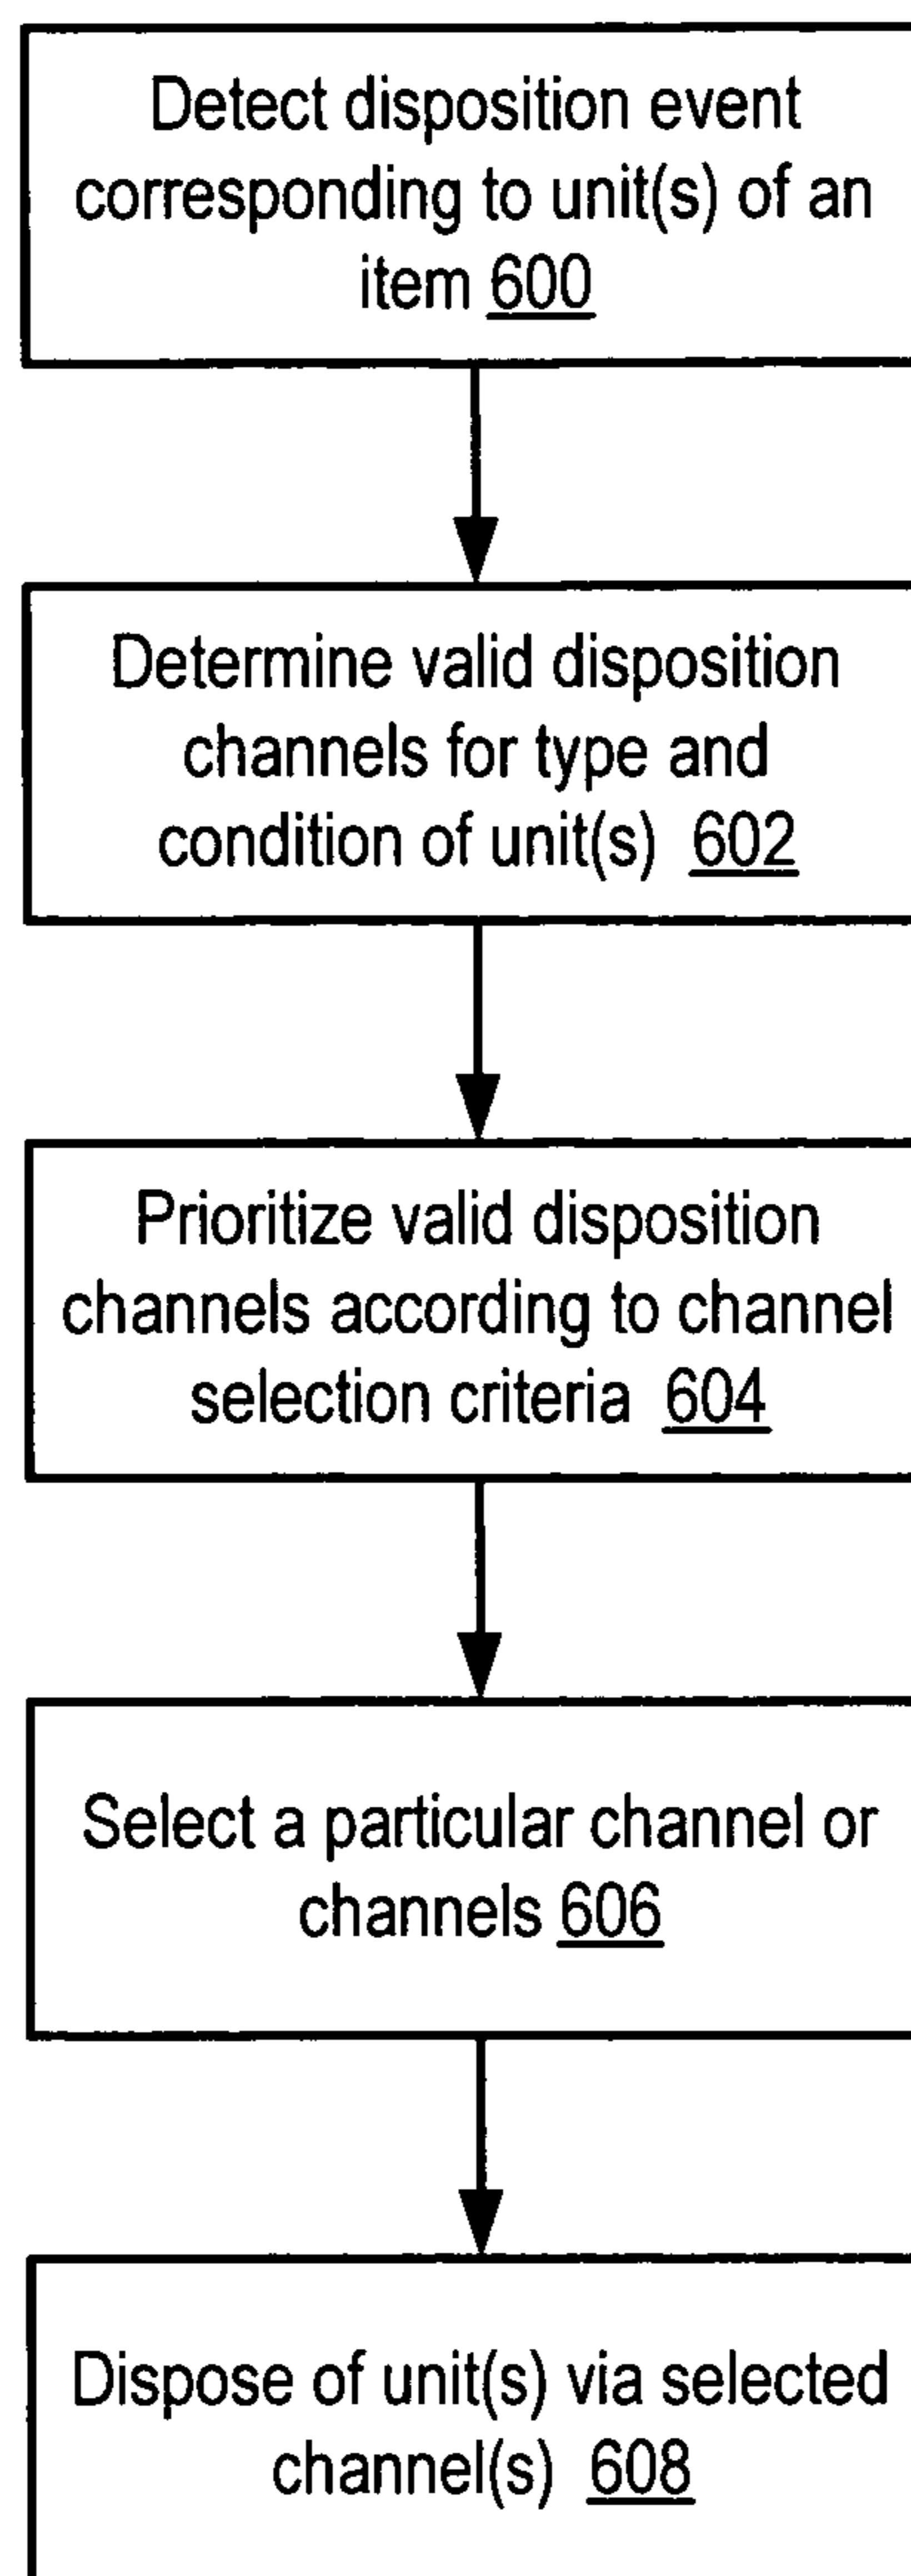 Detect disposition event
corresponding to unit(s) of an
item 600
Determine valid disposition
channels for type and
condition of unit(s) 602
Prioritize valid disposition
channels according to channel
selection criteria 604
Select a particular channel or
channels 606
Dispose of unit(s) via selected
channel(s) 608